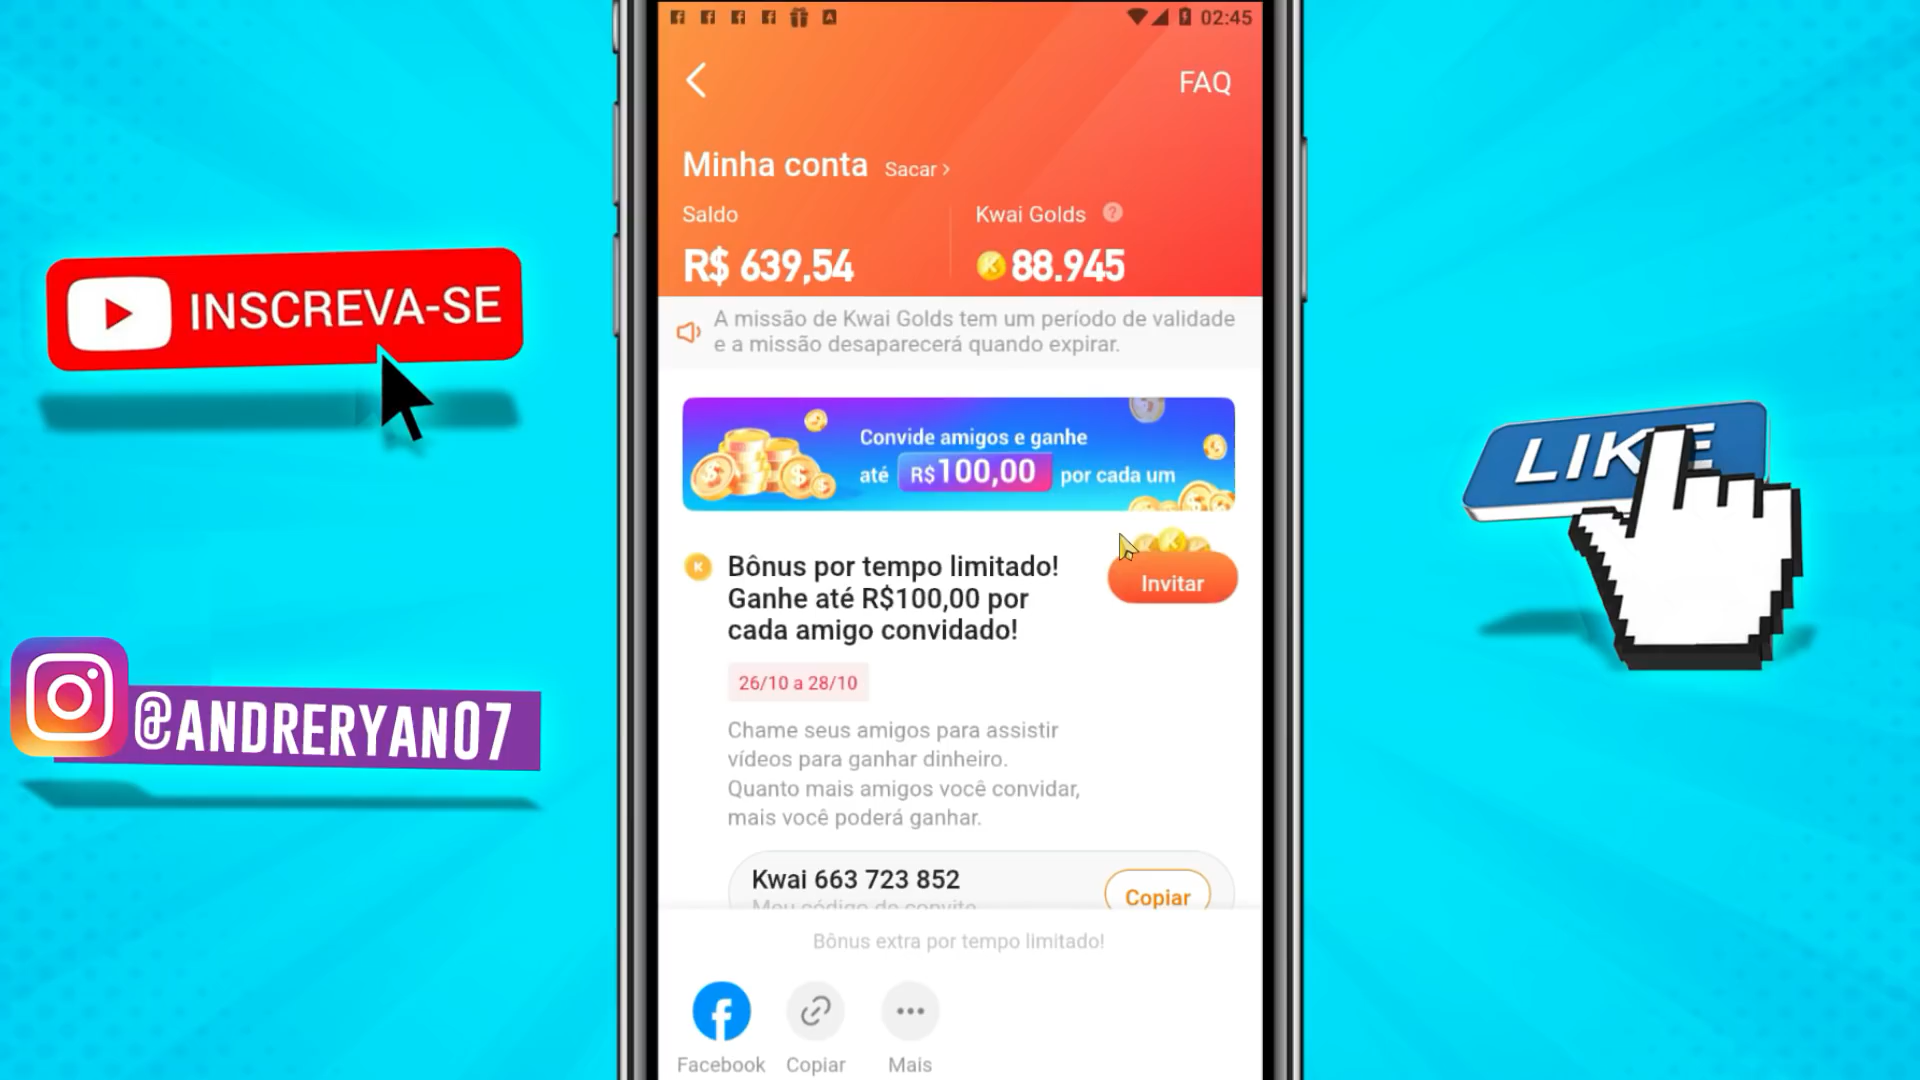 02:45
FAQ
Minha conta Sacar >
Saldo
Kwai Golds ?
R$ 639,54
K 88.945
A missão de Kwai Golds tem um período de validade
e a missão desaparecerá quando expirar.
Convide amigos e ganhe
até R$100,00 por cada um
K
Bônus por tempo limitado!
Ganhe até R$100,00 por
cada amigo convidado!
Invitar
26/10 a 28/10
Chame seus amigos para assistir
vídeos para ganhar dinheiro.
Quanto mais amigos você convidar,
mais você poderá ganhar.
Kwai 663 723 852
Meu código de convite
Copiar
Bônus extra por tempo limitado!
Facebook
Copiar
Mais
INSCREVA-SE
@ANDRERYAN07
LIKE